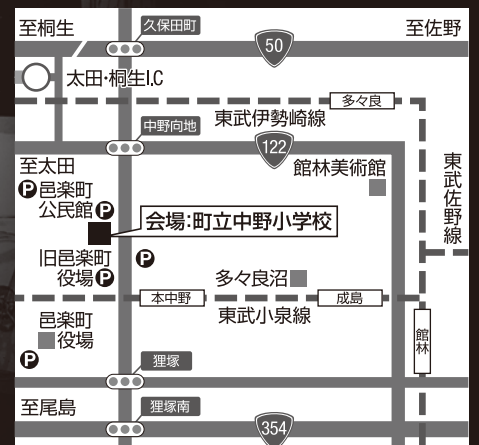 至桐生
久保田町
50
至佐野
太田・桐生I.C
多々良
東武伊勢崎線
中野向地
122
至太田
館林美術館
東武佐野線
P邑楽町
公民館P
会場:町立中野小学校
旧邑楽町
役場P
P
多々良沼
本中野
成島
東武小泉線
邑楽町
役場
P
館林
狸塚
至尾島
狸塚南
354